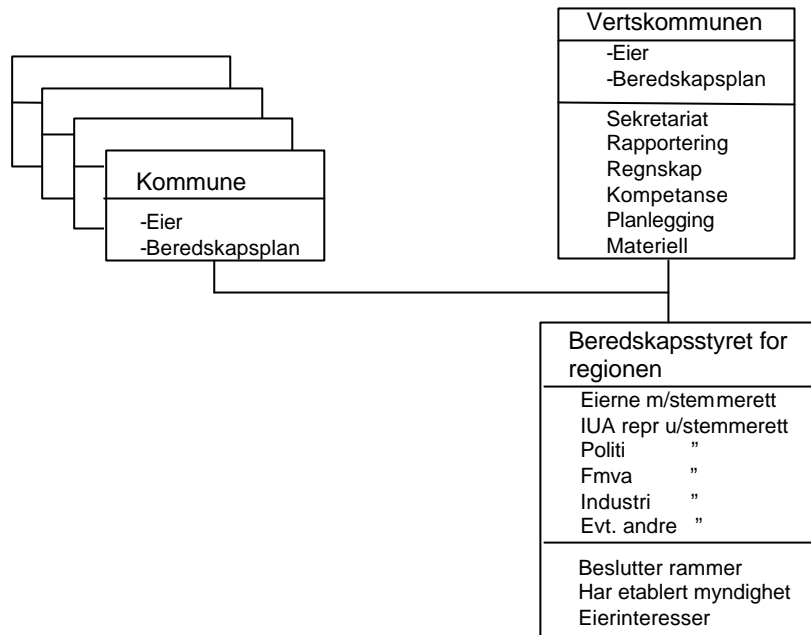 Vertskommunen
-Eier
-Beredskapsplan
Sekretariat
Rapportering
Regnskap
Kompetanse
Planlegging
Materiell
Kommune
-Eier
-Beredskapsplan
Beredskapsstyret for
regionen
Eierne m/stemmerett
IUA repr u/stemmerett
Politi ”
Fmva ”
Industri ”
Evt. andre ”
Beslutter rammer
Har etablert myndighet
Eierinteresser